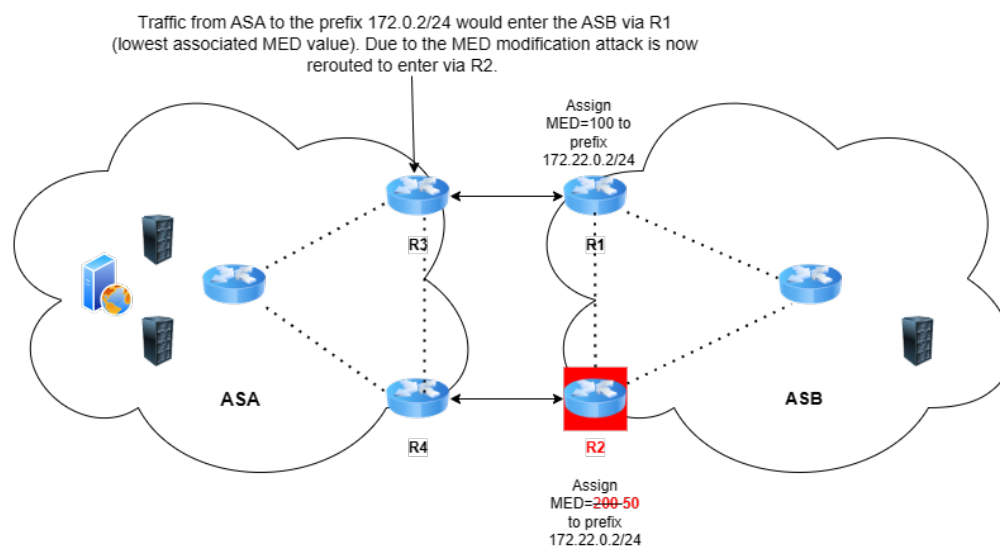 Traffic from ASA to the prefix 172.0.2/24 would enter the ASB via R1
(lowest associated MED value). Due to the MED modification attack is now
rerouted to enter via R2.
Assign
MED=100 to
prefix
172.22.0.2/24
R3
R1
ASA
ASB
R4
R2
Assign
MED=200 50
to prefix
172.22.0.2/24